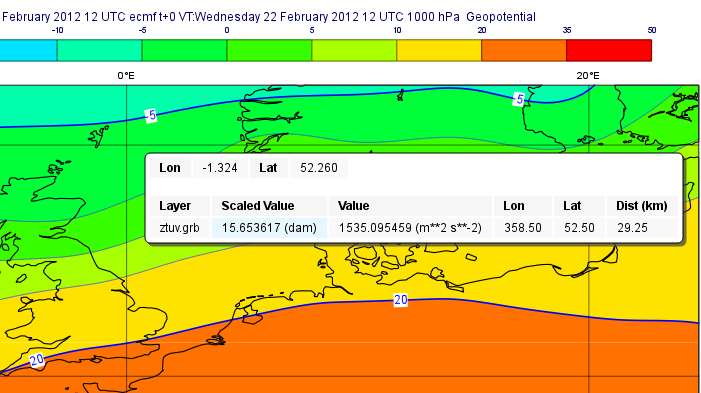 February 2012 12 UTC ecmf t+0 VT:Wednesday 22 February 2012 12 UTC 1000 hPa Geopotential
-10 -5 0 5 10 20 35 50
0°E 20°E
-5 -5
Lon -1.324 Lat 52.260
Layer Scaled Value Value Lon Lat Dist (km)
ztuv.grb 15.653617 (dam) 1535.095459 (m**2 s**-2) 358.50 52.50 29.25
20
20